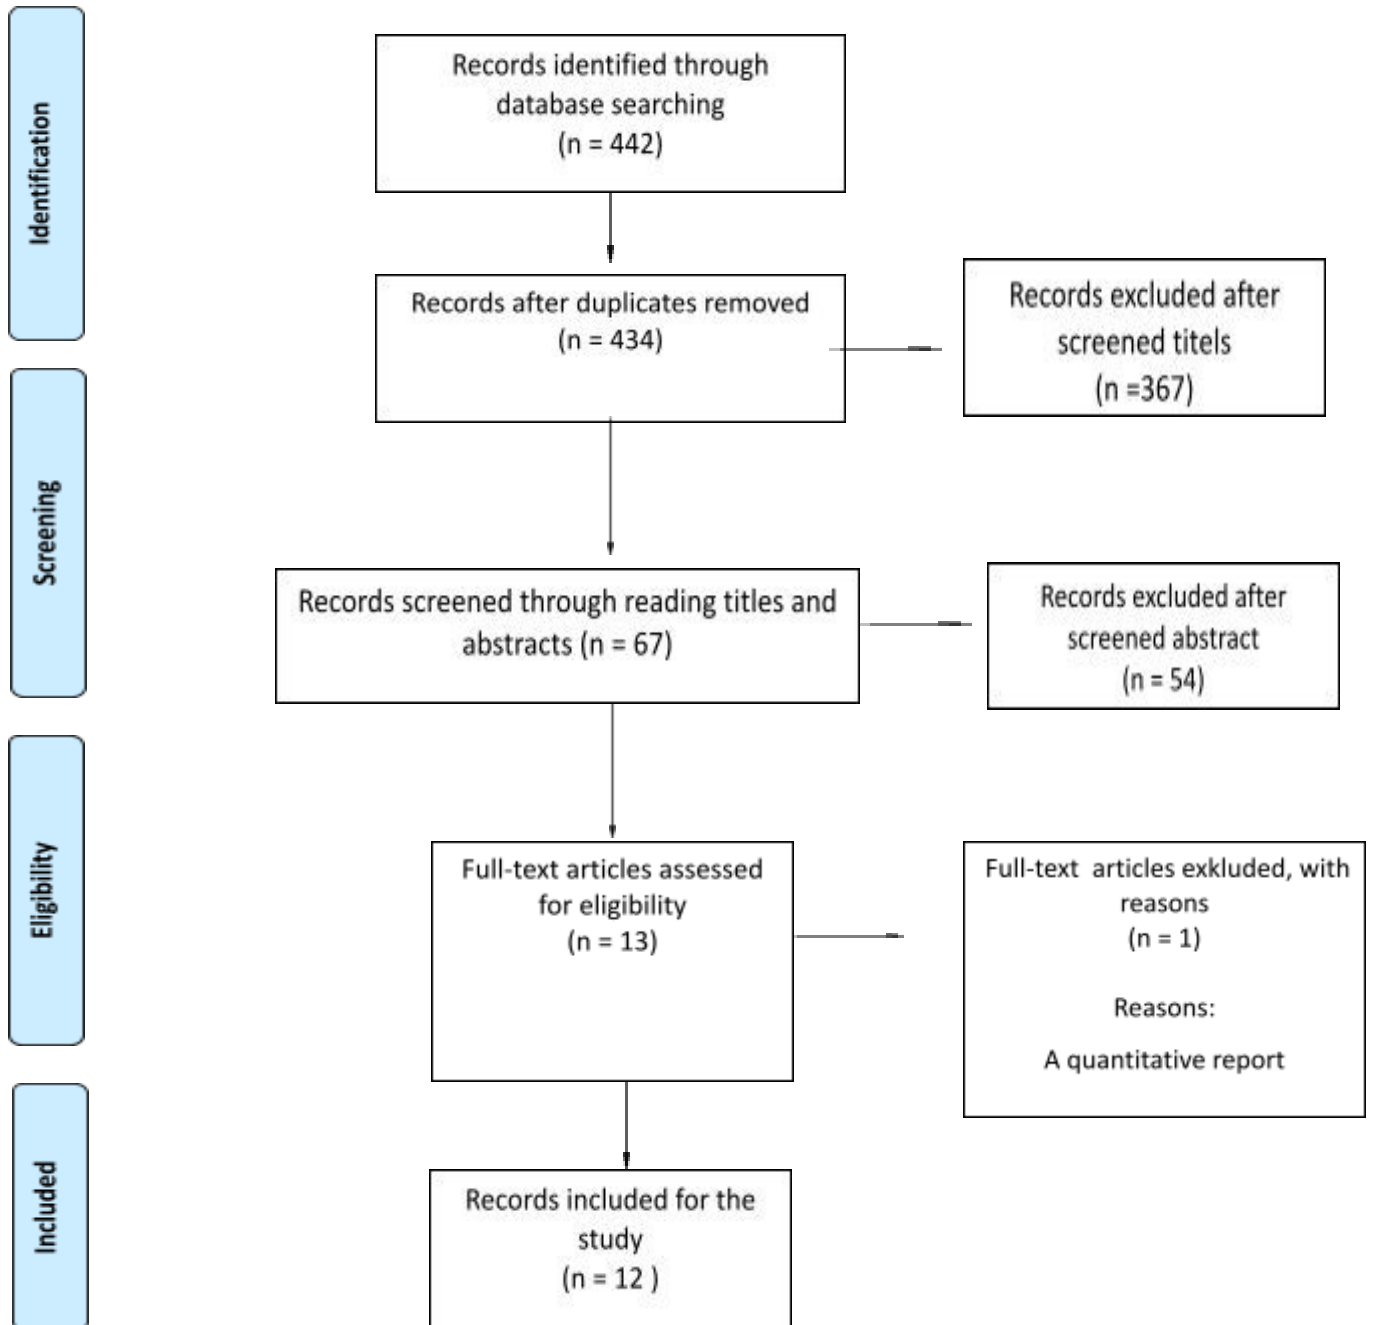 Identification
Records identified through
database searching
(n = 442)
Records after duplicates removed
(n = 434)
Records excluded after
screened titels
(n =367)
Screening
Records screened through reading titles and
abstracts (n = 67)
Records excluded after
screened abstract
(n = 54)
Eligibility
Full-text articles assessed
for eligibility
(n = 13)
Full-text articles exkluded, with
reasons
(n = 1)
Reasons:
A quantitative report
Included
Records included for the
study
(n = 12 )